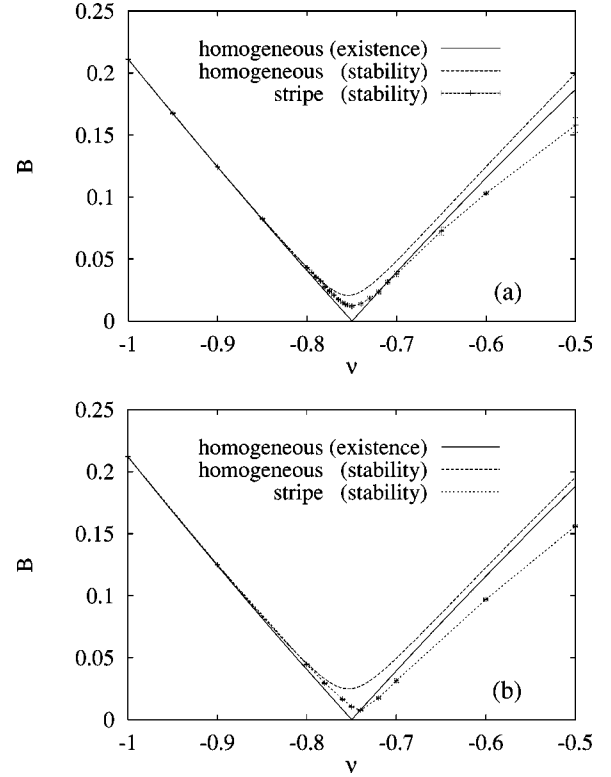 0.25
homogeneous (existence)
homogeneous (stability)
stripe (stability)
0.2
0.15
B
0.1
0.05
(a)
0
-1 -0.9 -0.8 -0.7 -0.6 -0.5
ν
0.25
homogeneous (existence)
homogeneous (stability)
stripe (stability)
0.2
0.15
B
0.1
0.05
(b)
0
-1 -0.9 -0.8 -0.7 -0.6 -0.5
ν